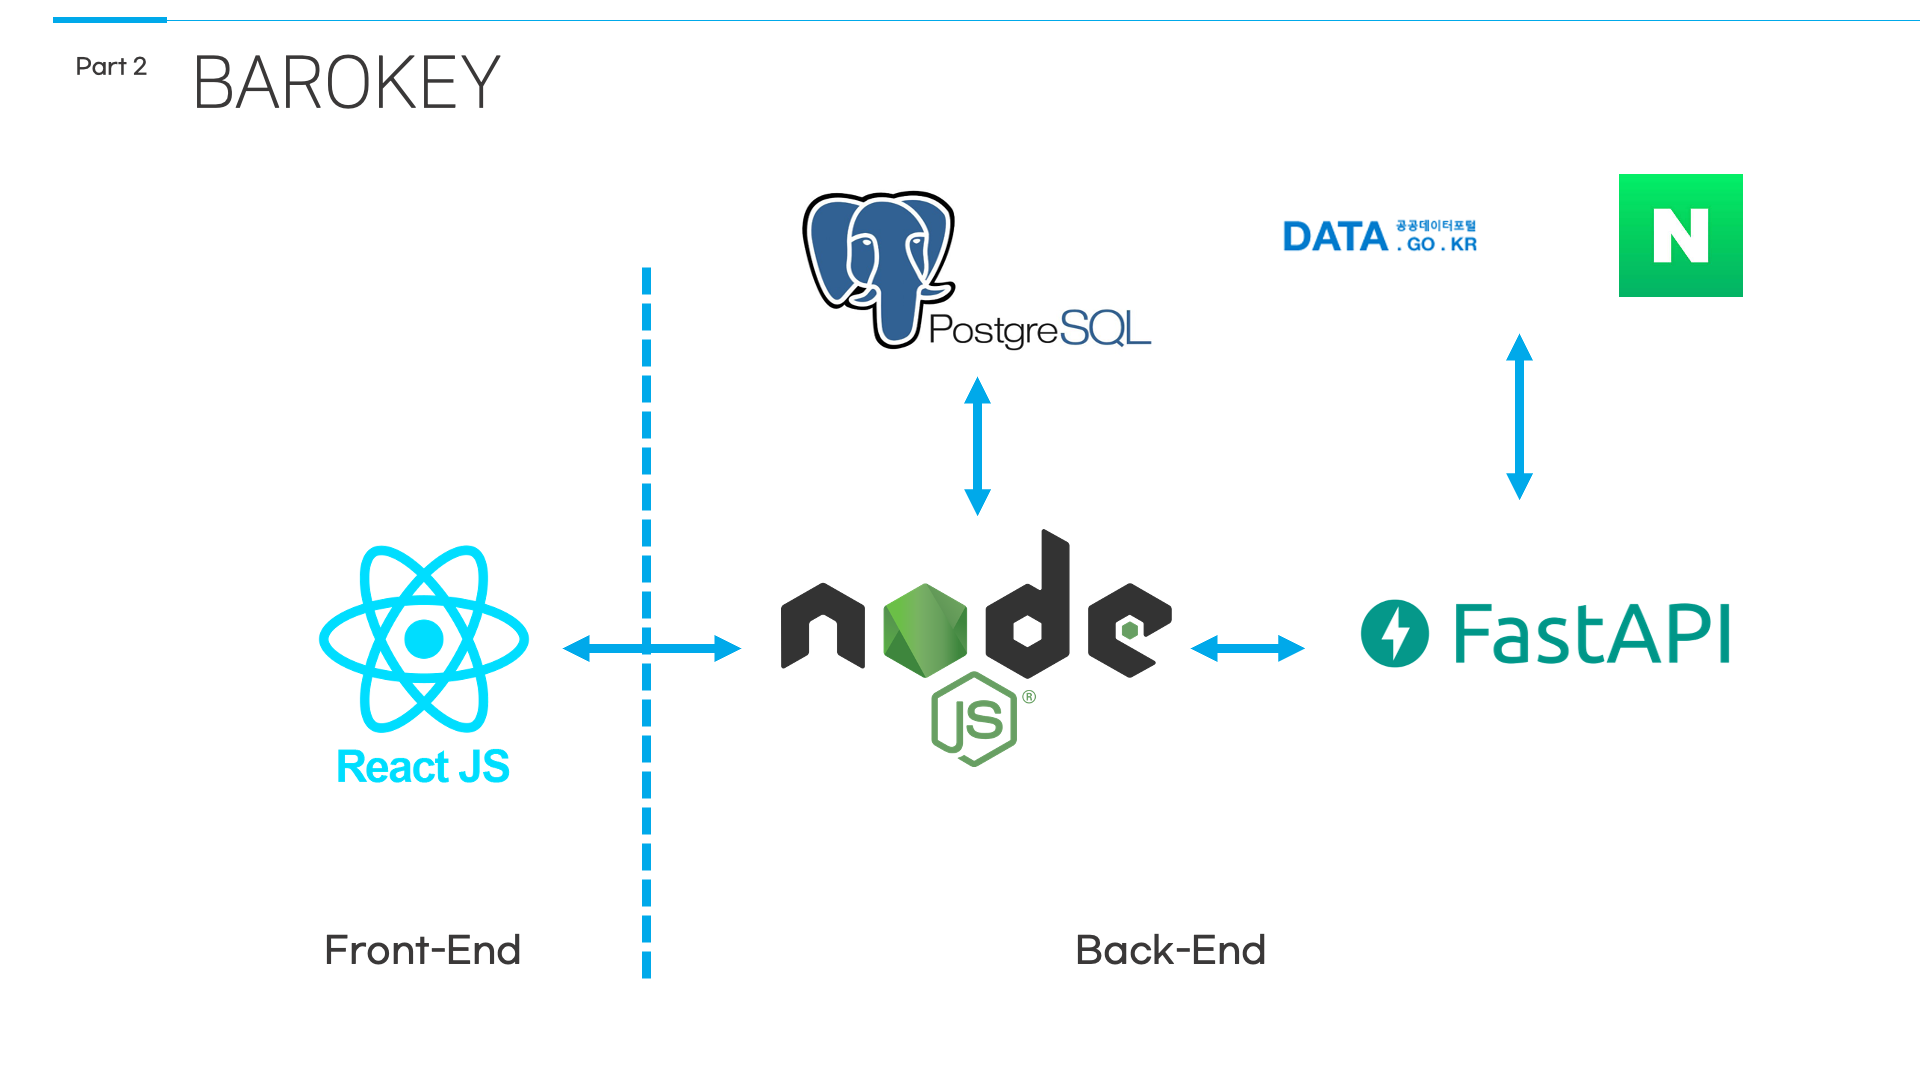 Part 2
BAROKEY
PostgreSQL
DATA 공공데이터포털
. GO . KR
N
node
JS ®
React JS
FastAPI
Front-End
Back-End